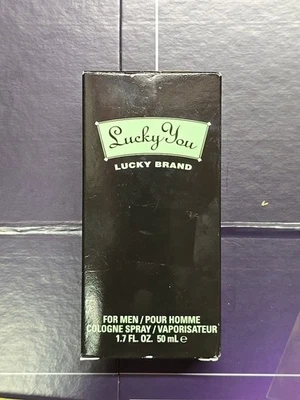 Lucky You
LUCKY BRAND
FOR MEN / POUR HOMME
COLOGNE SPRAY / VAPORISATEUR
1.7 FL. OZ. 50 mL e